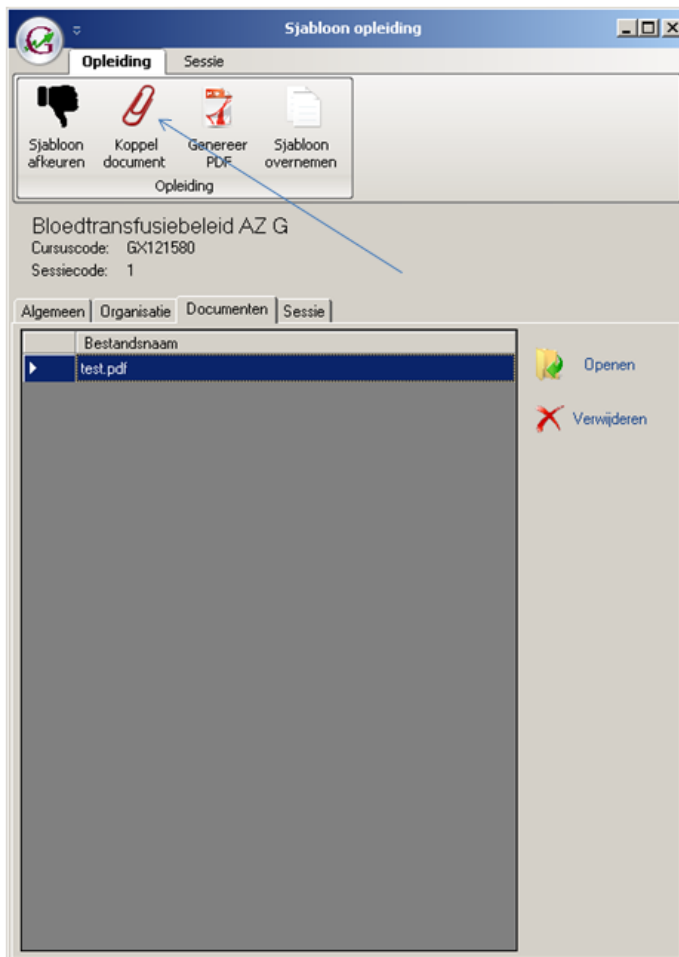 Sjabloon opleiding
Opleiding Sessie
Sjabloon afkeuren
Koppel document
Genereer PDF
Sjabloon overnemen
Opleiding
Bloedtransfusiebeleid AZ G
Cursuscode: GX121580
Sessiecode: 1
Algemeen Organisatie Documenten Sessie
Bestandsnaam
test.pdf
Openen
Verwijderen